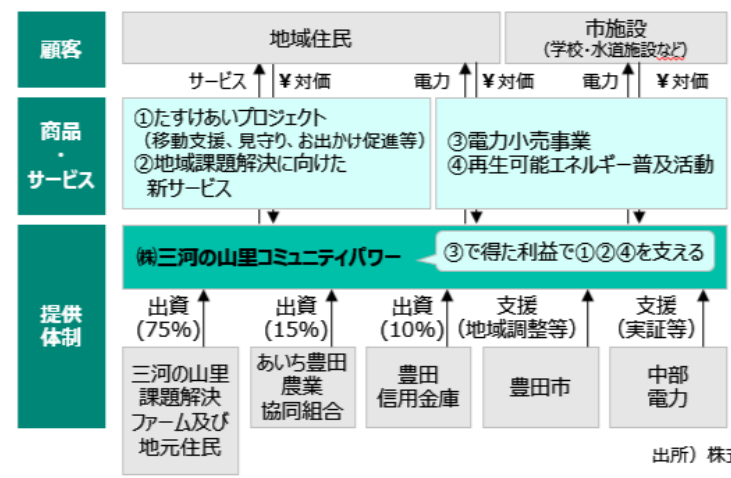 顧客
地域住民
市施設
(学校・水道施設など)
サービス
¥対価
電力
¥対価
電力
¥対価
商品
・
サービス
①たすけあいプロジェクト
(移動支援、見守り、お出かけ促進等)
②地域課題解決に向けた
新サービス
③電力小売事業
④再生可能エネルギー普及活動
提供
体制
㈱三河の山里コミュニティパワー
③で得た利益で①②④を支える
出資
(75%)
出資
(15%)
出資
(10%)
支援
(地域調整等)
支援
(実証等)
三河の山里
課題解決
ファーム及び
地元住民
あいち豊田
農業
協同組合
豊田
信用金庫
豊田市
中部
電力
出所）株